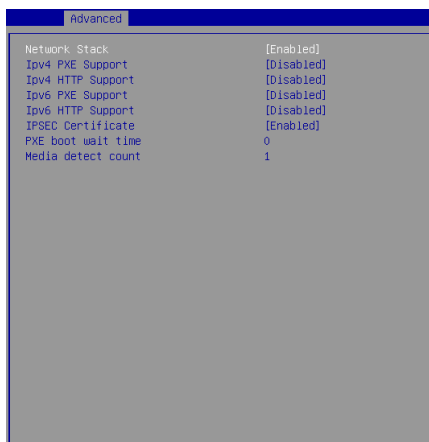 Advanced
Network Stack [Enabled]
Ipv4 PXE Support [Disabled]
Ipv4 HTTP Support [Disabled]
Ipv6 PXE Support [Disabled]
Ipv6 HTTP Support [Disabled]
IPSEC Certificate [Enabled]
PXE boot wait time 0
Media detect count 1